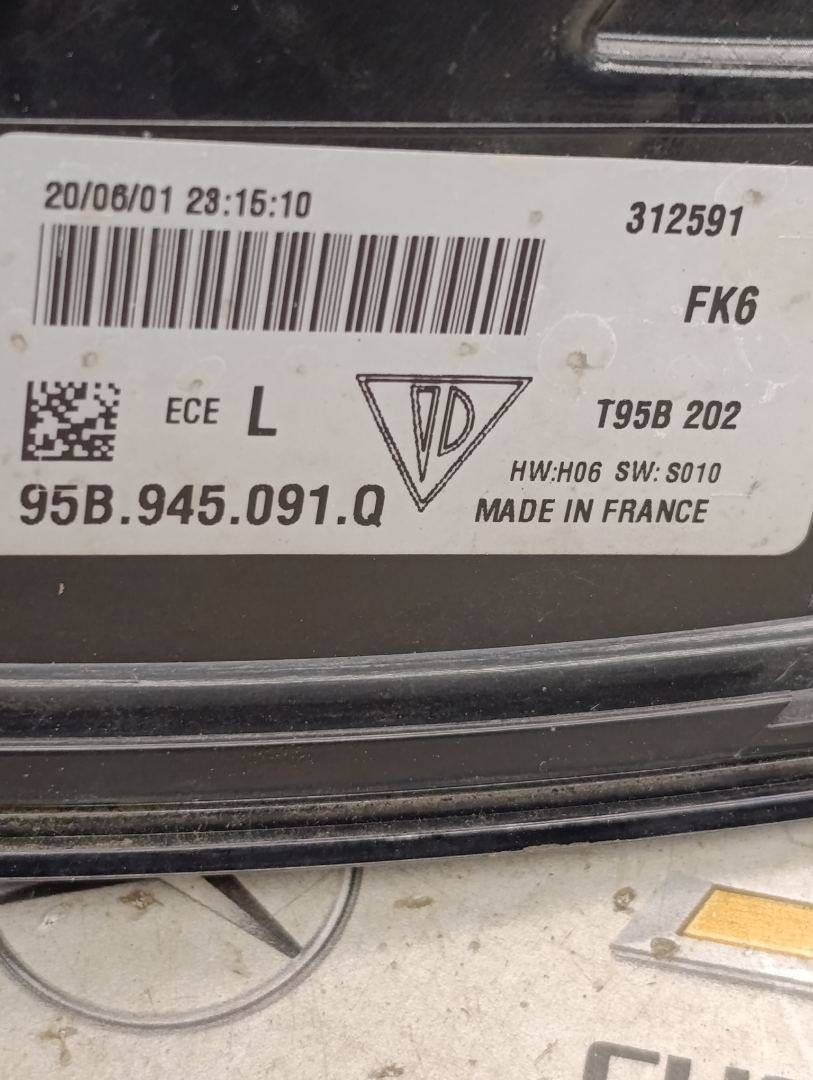 20/06/01 23:15:10
312591
FK6
ECE L
T95B 202
HW:H06 SW: S010
95B.945.091.Q
MADE IN FRANCE